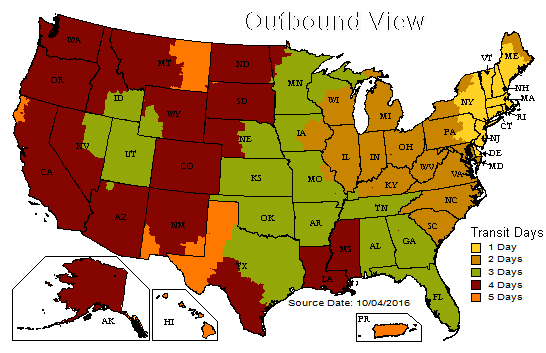 Outbound View
WA
OR
CA
NV
ID
MT
WY
UT
AZ
CO
NM
ND
SD
NE
KS
OK
TX
MN
IA
MO
AR
LA
WI
IL
MI
IN
OH
KY
TN
MS
AL
GA
FL
SC
NC
VA
WV
PA
NY
VT
ME
NH
MA
RI
CT
NJ
DE
MD
AK
HI
PR
Transit Days
1 Day
2 Days
3 Days
4 Days
5 Days
Source Date: 10/04/2016